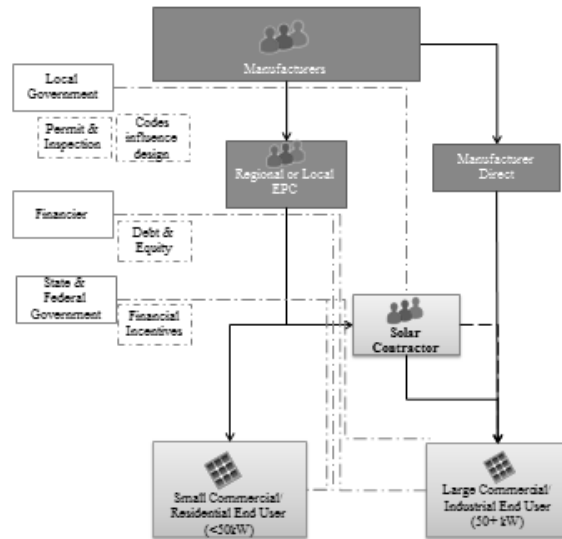 Manufacturers
Local
Government
Permit &
Inspection
Codes
influence
design
Regional or Local
EPC
Manufacturer
Direct
Financier
Debt &
Equity
State &
Federal
Government
Financial
Incentives
Solar
Contractor
Small Commercial/
Residential End User
(<50kW)
Large Commercial/
Industrial End User
(50+ kW)